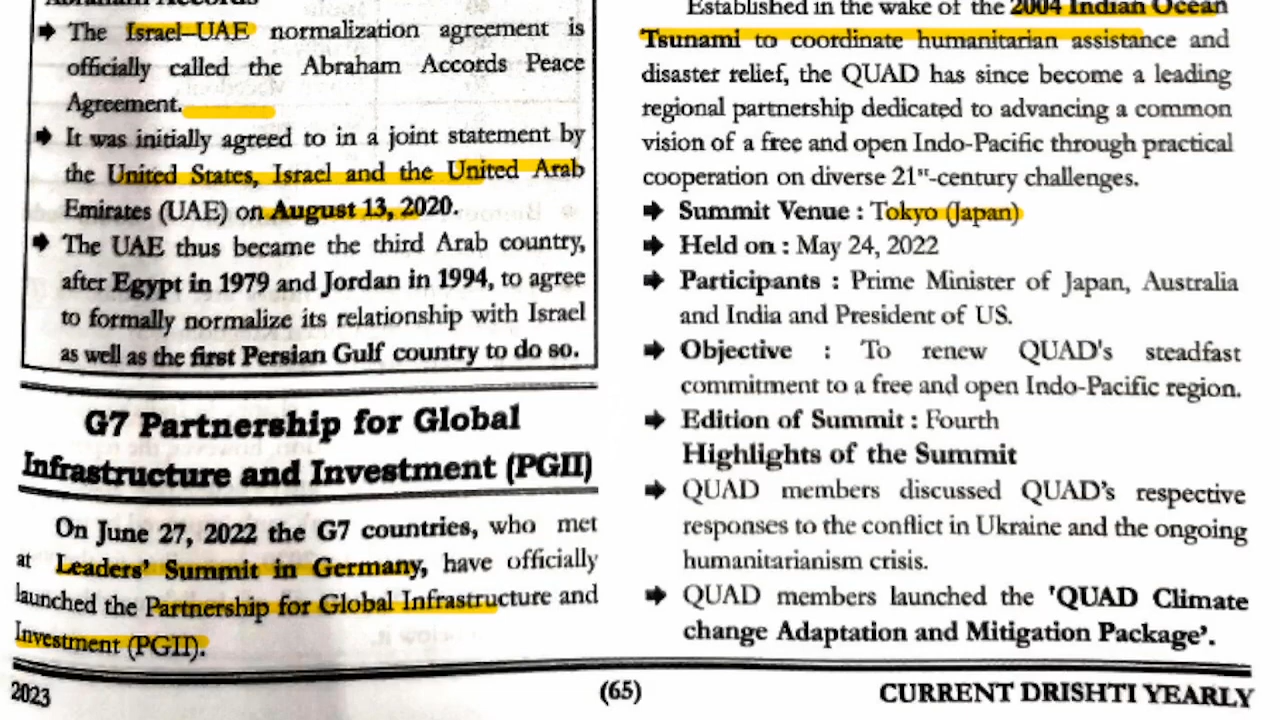 Abraham Accords
➔ The Israel–UAE normalization agreement is
officially called the Abraham Accords Peace
Agreement.
➔ It was initially agreed to in a joint statement by
the United States, Israel and the United Arab
Emirates (UAE) on August 13, 2020.
➔ The UAE thus became the third Arab country,
after Egypt in 1979 and Jordan in 1994, to agree
to formally normalize its relationship with Israel
as well as the first Persian Gulf country to do so.
G7 Partnership for Global
Infrastructure and Investment (PGII)
On June 27, 2022 the G7 countries, who met
at Leaders' Summit in Germany, have officially
launched the Partnership for Global Infrastructure and
Investment (PGII).
Established in the wake of the 2004 Indian Ocean
Tsunami to coordinate humanitarian assistance and
disaster relief, the QUAD has since become a leading
regional partnership dedicated to advancing a common
vision of a free and open Indo-Pacific through practical
cooperation on diverse 21st-century challenges.
➔ Summit Venue : Tokyo (Japan)
➔ Held on : May 24, 2022
➔ Participants : Prime Minister of Japan, Australia
and India and President of US.
➔ Objective : To renew QUAD's steadfast
commitment to a free and open Indo-Pacific region.
➔ Edition of Summit : Fourth
Highlights of the Summit
➔ QUAD members discussed QUAD's respective
responses to the conflict in Ukraine and the ongoing
humanitarianism crisis.
➔ QUAD members launched the 'QUAD Climate
change Adaptation and Mitigation Package'.
2023
(65)
CURRENT DRISHTI YEARLY